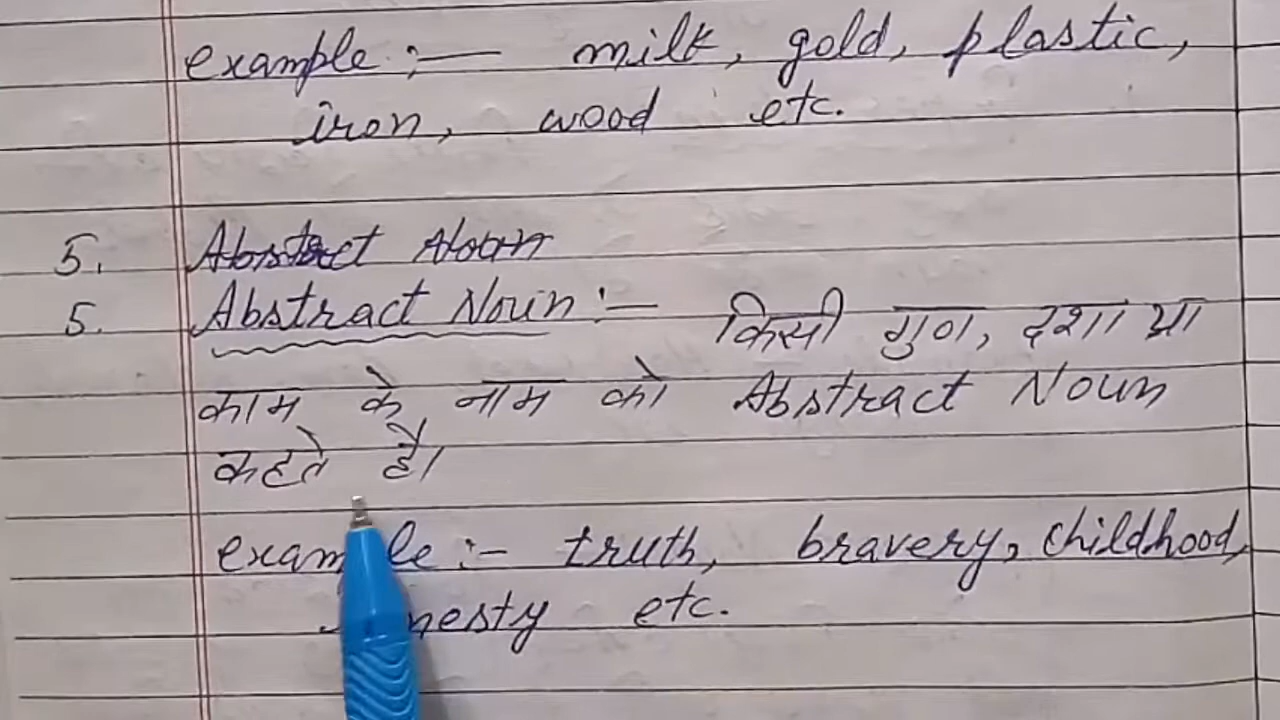 example :— milk, gold, plastic,
iron, wood etc.
5. Abstract Noun
5. Abstract Noun :— किसी गुण, दशा या
काम के नाम को Abstract Noun
कहते है।
example :- truth, bravery, childhood,
etc.